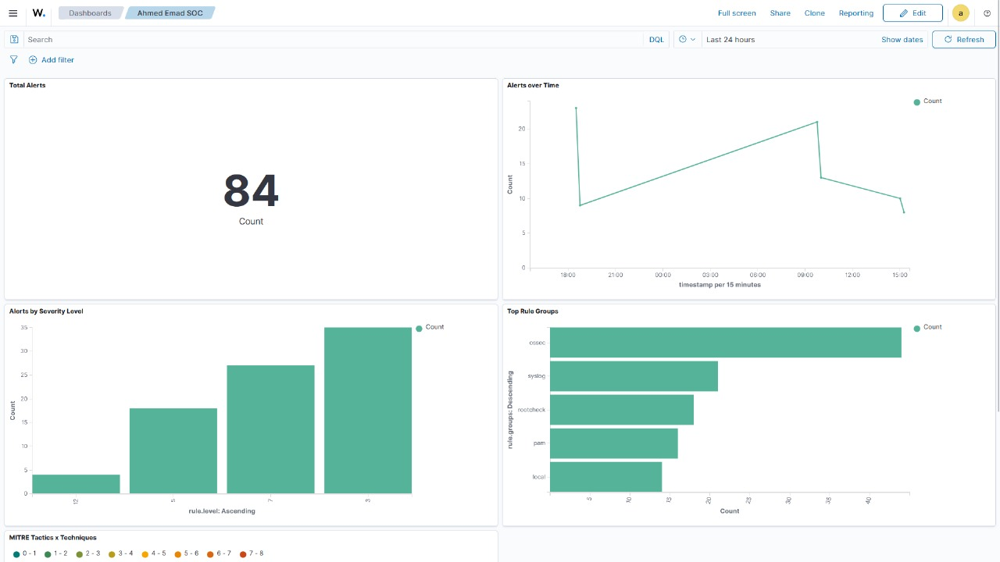 W. Dashboards Ahmed Emad SOC Full screen Share Clone Reporting Edit a
Search DQL Last 24 hours Show dates Refresh
Add filter
Total Alerts
84
Count
Alerts over Time
Count
20
15
10
5
0
Count
18:00 21:00 00:00 03:00 06:00 09:00 12:00 15:00
timestamp per 15 minutes
Alerts by Severity Level
Count
35
30
25
20
15
10
5
0
Count
12 5 7 3
rule.level: Ascending
Top Rule Groups
Count
ossec
syslog
rootcheck
pam
local
rule.groups: Descending
5 10 15 20 25 30 35 40
Count
MITRE Tactics x Techniques
0 - 1 1 - 2 2 - 3 3 - 4 4 - 5 5 - 6 6 - 7 7 - 8